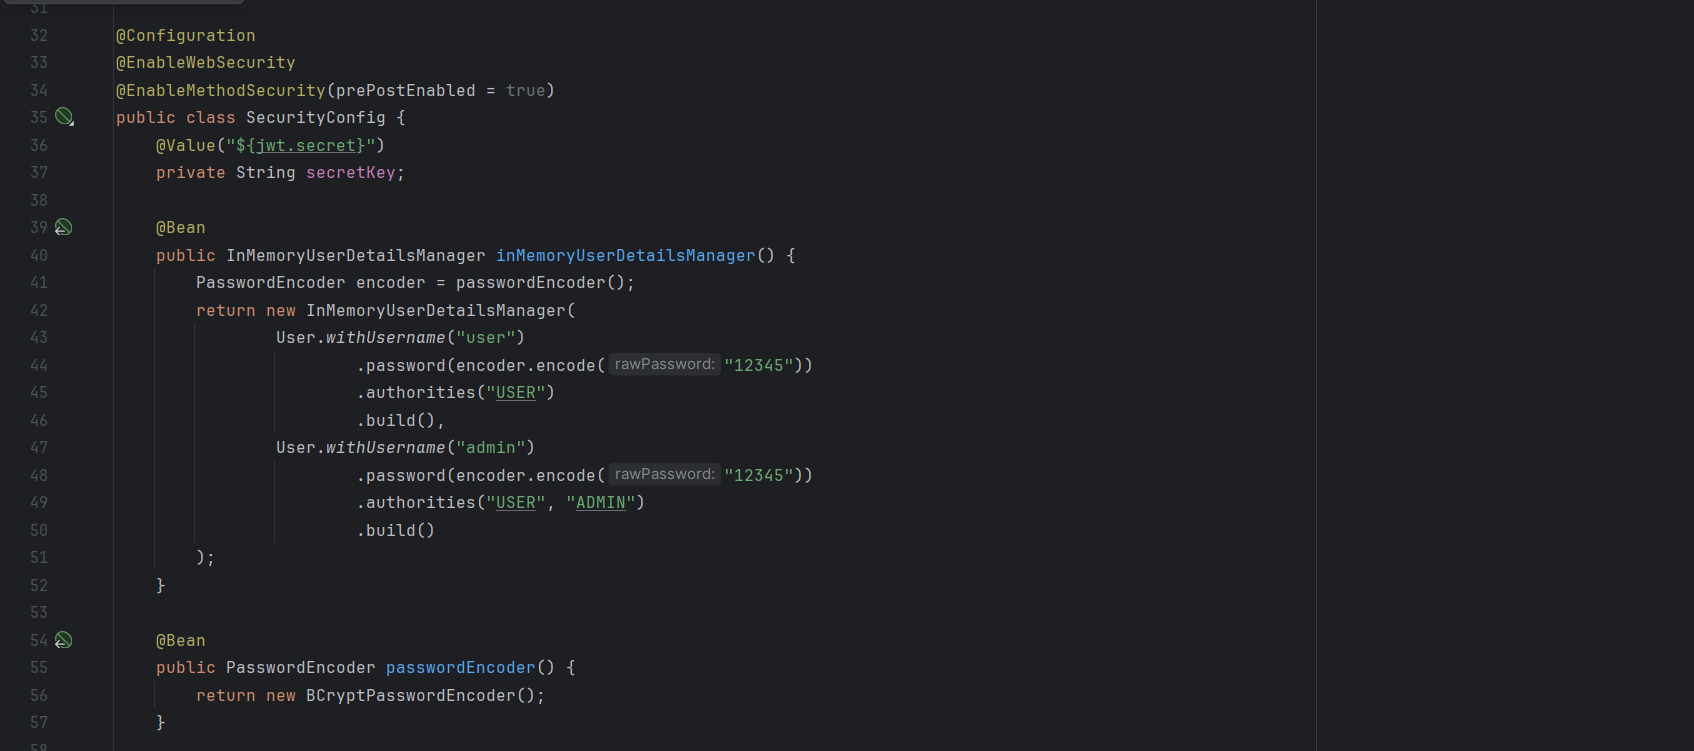 31
32 @Configuration
33 @EnableWebSecurity
34 @EnableMethodSecurity(prePostEnabled = true)
35 public class SecurityConfig {
36     @Value("${jwt.secret}")
37     private String secretKey;
38
39     @Bean
40     public InMemoryUserDetailsManager inMemoryUserDetailsManager() {
41         PasswordEncoder encoder = passwordEncoder();
42         return new InMemoryUserDetailsManager(
43                 User.withUsername("user")
44                         .password(encoder.encode( rawPassword: "12345"))
45                         .authorities("USER")
46                         .build(),
47                 User.withUsername("admin")
48                         .password(encoder.encode( rawPassword: "12345"))
49                         .authorities("USER", "ADMIN")
50                         .build()
51         );
52     }
53
54     @Bean
55     public PasswordEncoder passwordEncoder() {
56         return new BCryptPasswordEncoder();
57     }
58